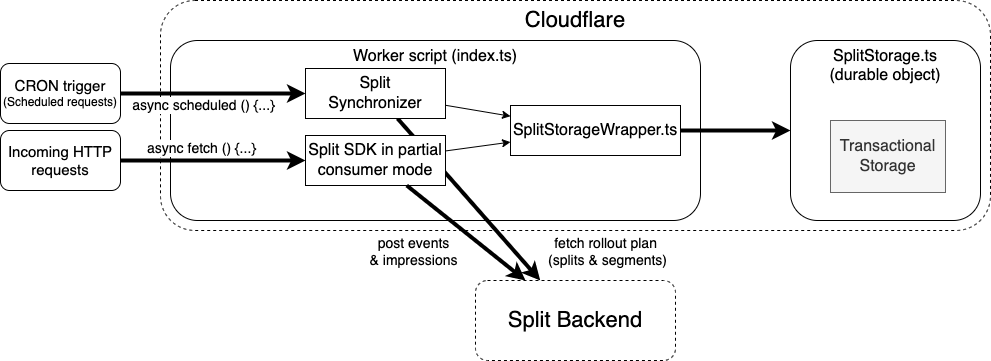 Cloudflare
Worker script (index.ts)
SplitStorage.ts
(durable object)
CRON trigger
(Scheduled requests)
async scheduled () {...}
Split
Synchronizer
SplitStorageWrapper.ts
Transactional
Storage
Incoming HTTP
requests
async fetch () {...}
Split SDK in partial
consumer mode
post events
& impressions
fetch rollout plan
(splits & segments)
Split Backend